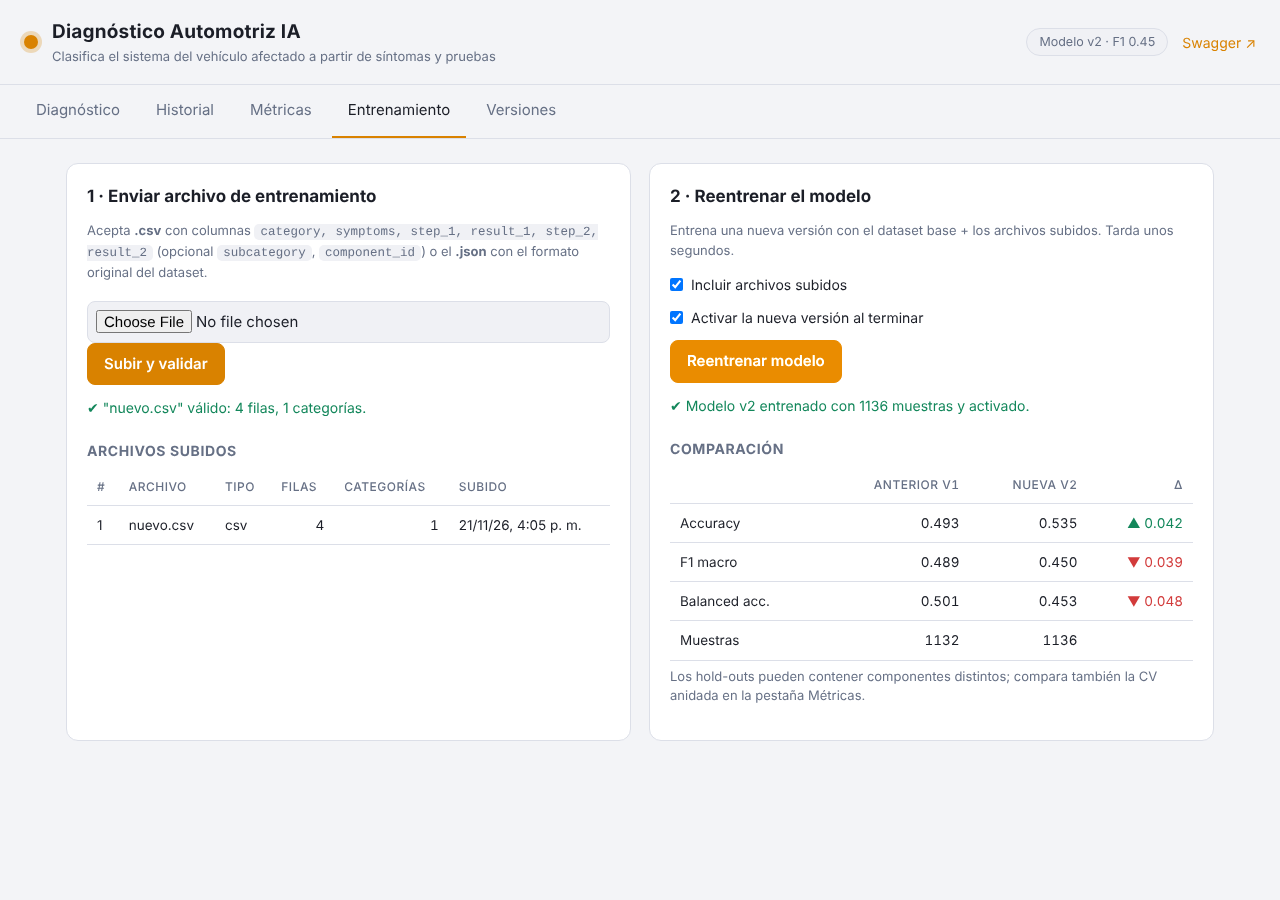 Diagnóstico Automotriz IA
Clasifica el sistema del vehículo afectado a partir de síntomas y pruebas
Modelo v2 · F1 0.45
Swagger ↗
Diagnóstico Historial Métricas Entrenamiento Versiones
1 · Enviar archivo de entrenamiento
Acepta .csv con columnas category, symptoms, step_1, result_1, step_2,
result_2 (opcional subcategory, component_id) o el .json con el formato
original del dataset.
Choose File No file chosen
Subir y validar
✔ "nuevo.csv" válido: 4 filas, 1 categorías.
ARCHIVOS SUBIDOS
# ARCHIVO TIPO FILAS CATEGORÍAS SUBIDO
1 nuevo.csv csv 4 1 21/11/26, 4:05 p. m.
2 · Reentrenar el modelo
Entrena una nueva versión con el dataset base + los archivos subidos. Tarda unos
segundos.
Incluir archivos subidos
Activar la nueva versión al terminar
Reentrenar modelo
✔ Modelo v2 entrenado con 1136 muestras y activado.
COMPARACIÓN
ANTERIOR V1 NUEVA V2 Δ
Accuracy 0.493 0.535 ▲ 0.042
F1 macro 0.489 0.450 ▼ 0.039
Balanced acc. 0.501 0.453 ▼ 0.048
Muestras 1132 1136
Los hold-outs pueden contener componentes distintos; compara también la CV
anidada en la pestaña Métricas.